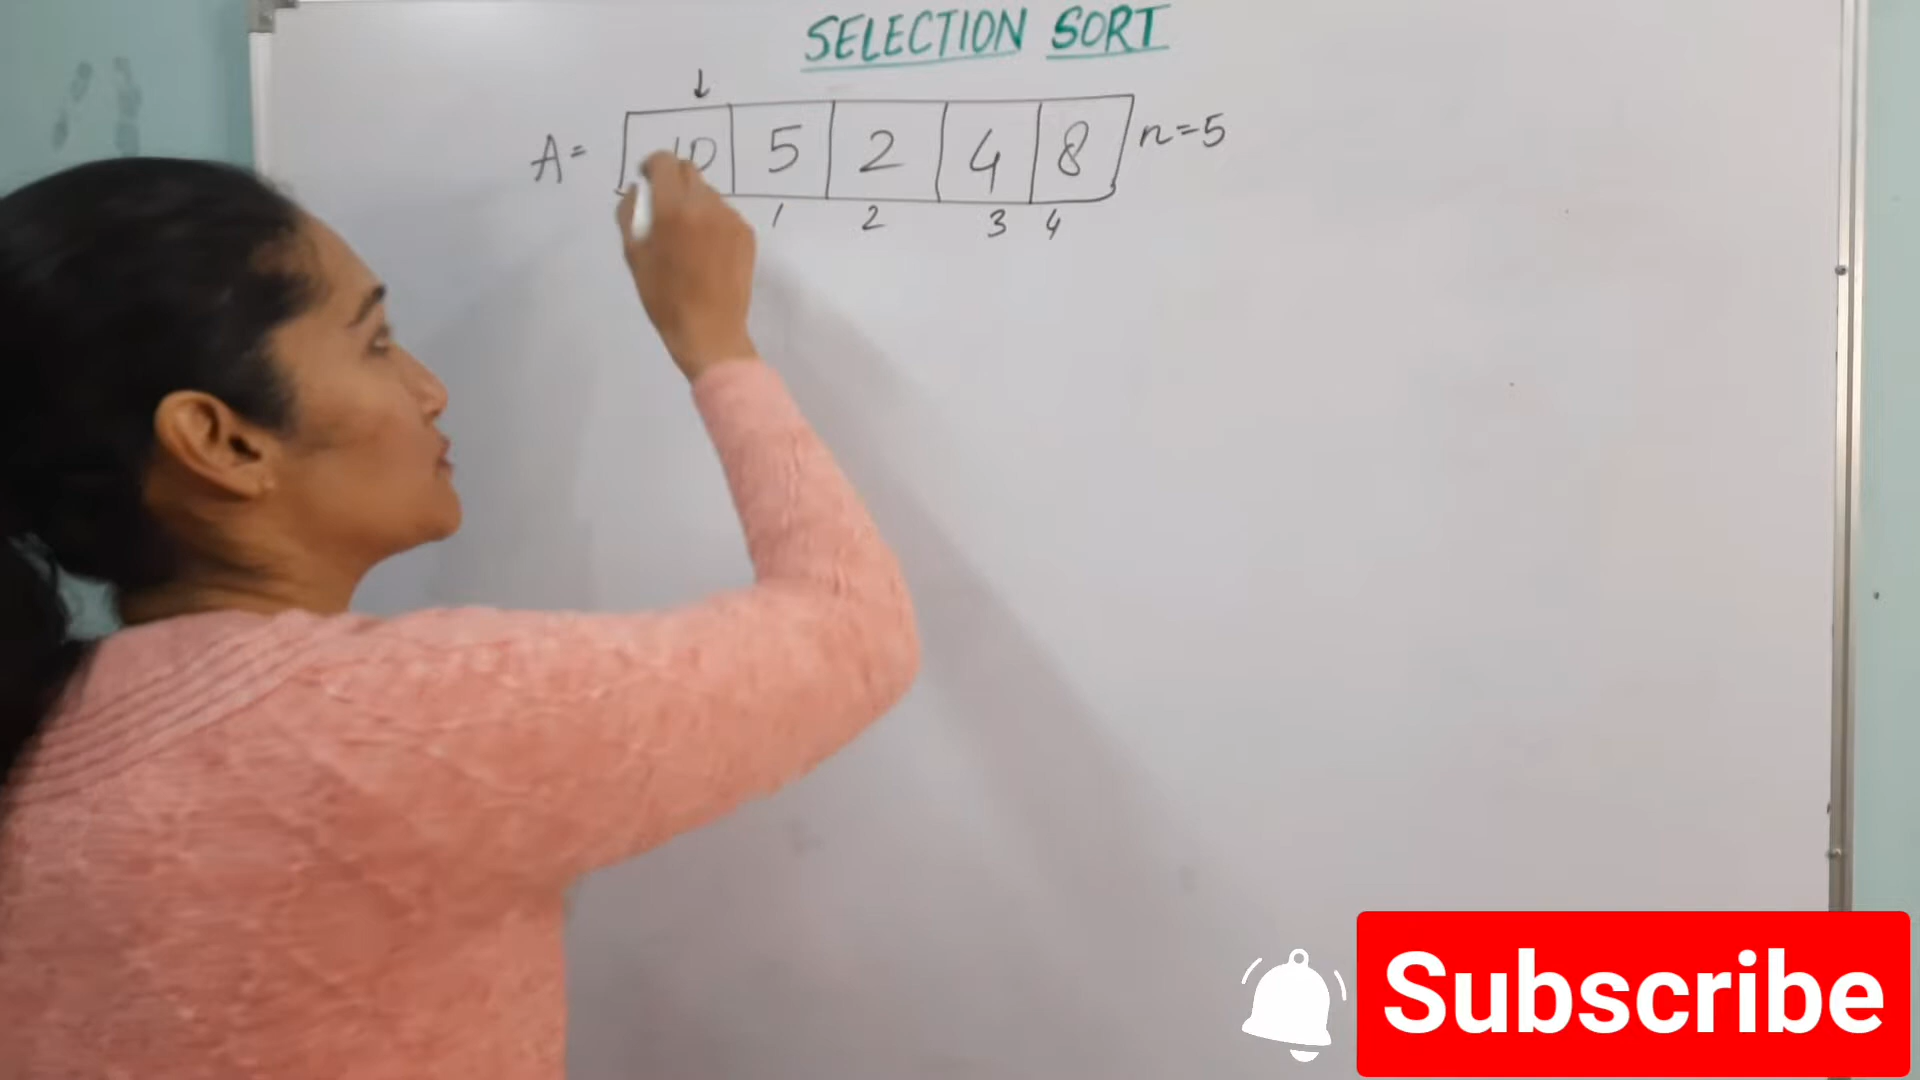 SELECTION SORT
↓
A= 10 5 2 4 8 n=5
1 2 3 4
Subscribe